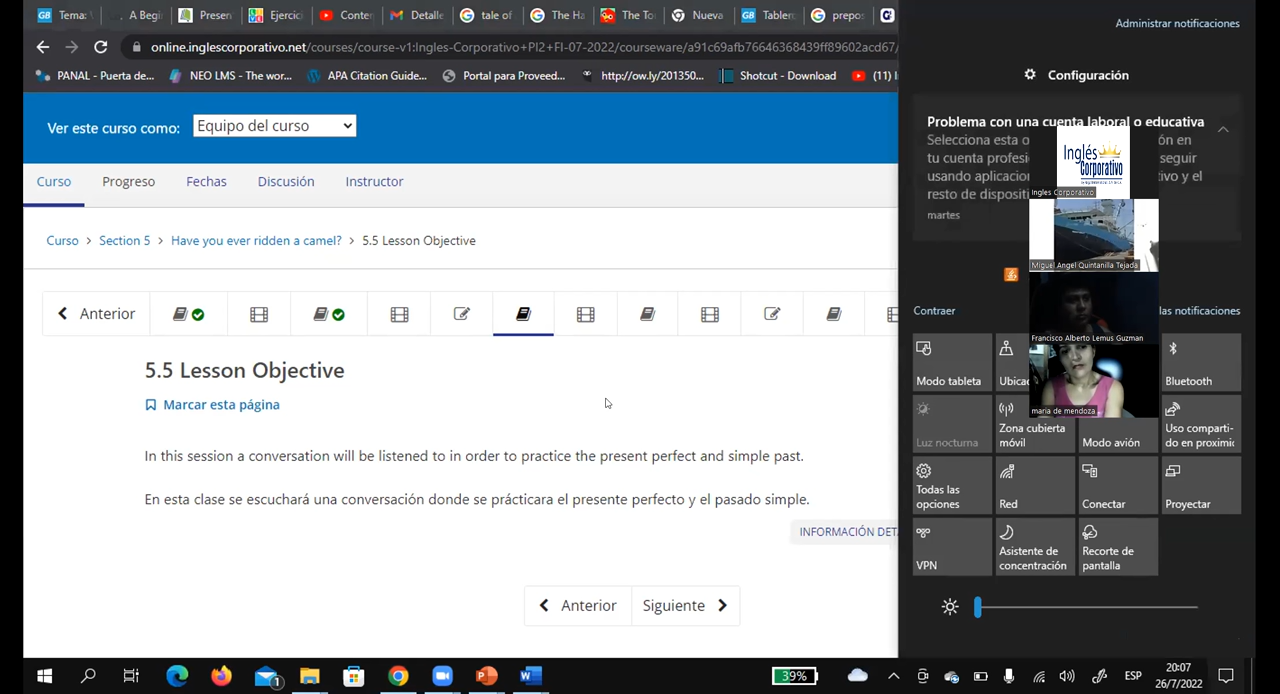 Tema:
A Begi
Presen
Ejercic
Conter
Detalle
tale of
The Ha
The To
Nueva
Tablero
prepos
online.inglescorporativo.net/courses/course-v1:Ingles-Corporativo+PI2+FI-07-2022/courseware/a91c69afb76646368439ff89602acd67/
PANAL - Puerta de...
NEO LMS - The wor...
APA Citation Guide...
Portal para Proveed...
http://ow.ly/201350...
Shotcut - Download
(11)
Ver este curso como:
Equipo del curso
Curso
Progreso
Fechas
Discusión
Instructor
Curso > Section 5 > Have you ever ridden a camel? > 5.5 Lesson Objective
Anterior
5.5 Lesson Objective
Marcar esta página
In this session a conversation will be listened to in order to practice the present perfect and simple past.
En esta clase se escuchará una conversación donde se prácticara el presente perfecto y el pasado simple.
INFORMACIÓN DETA
Anterior
Siguiente
Administrar notificaciones
Configuración
Problema con una cuenta laboral o educativa
Selecciona esta o ón en
tu cuenta profesi seguir
usando aplicacion tivo y el
resto de dispositi
martes
Inglés
Corporativo
Ingles Corporativo
Miguel Angel Quintanilla Tejada
Francisco Alberto Lemus Guzman
maria de mendoza
Contraer
las notificaciones
Modo tableta
Ubica
Bluetooth
Luz nocturna
Zona cubierta
móvil
Modo avión
Uso comparti-
do en proximic
Todas las
opciones
Red
Conectar
Proyectar
VPN
Asistente de
concentración
Recorte de
pantalla
1
39%
ESP
20:07
26/7/2022